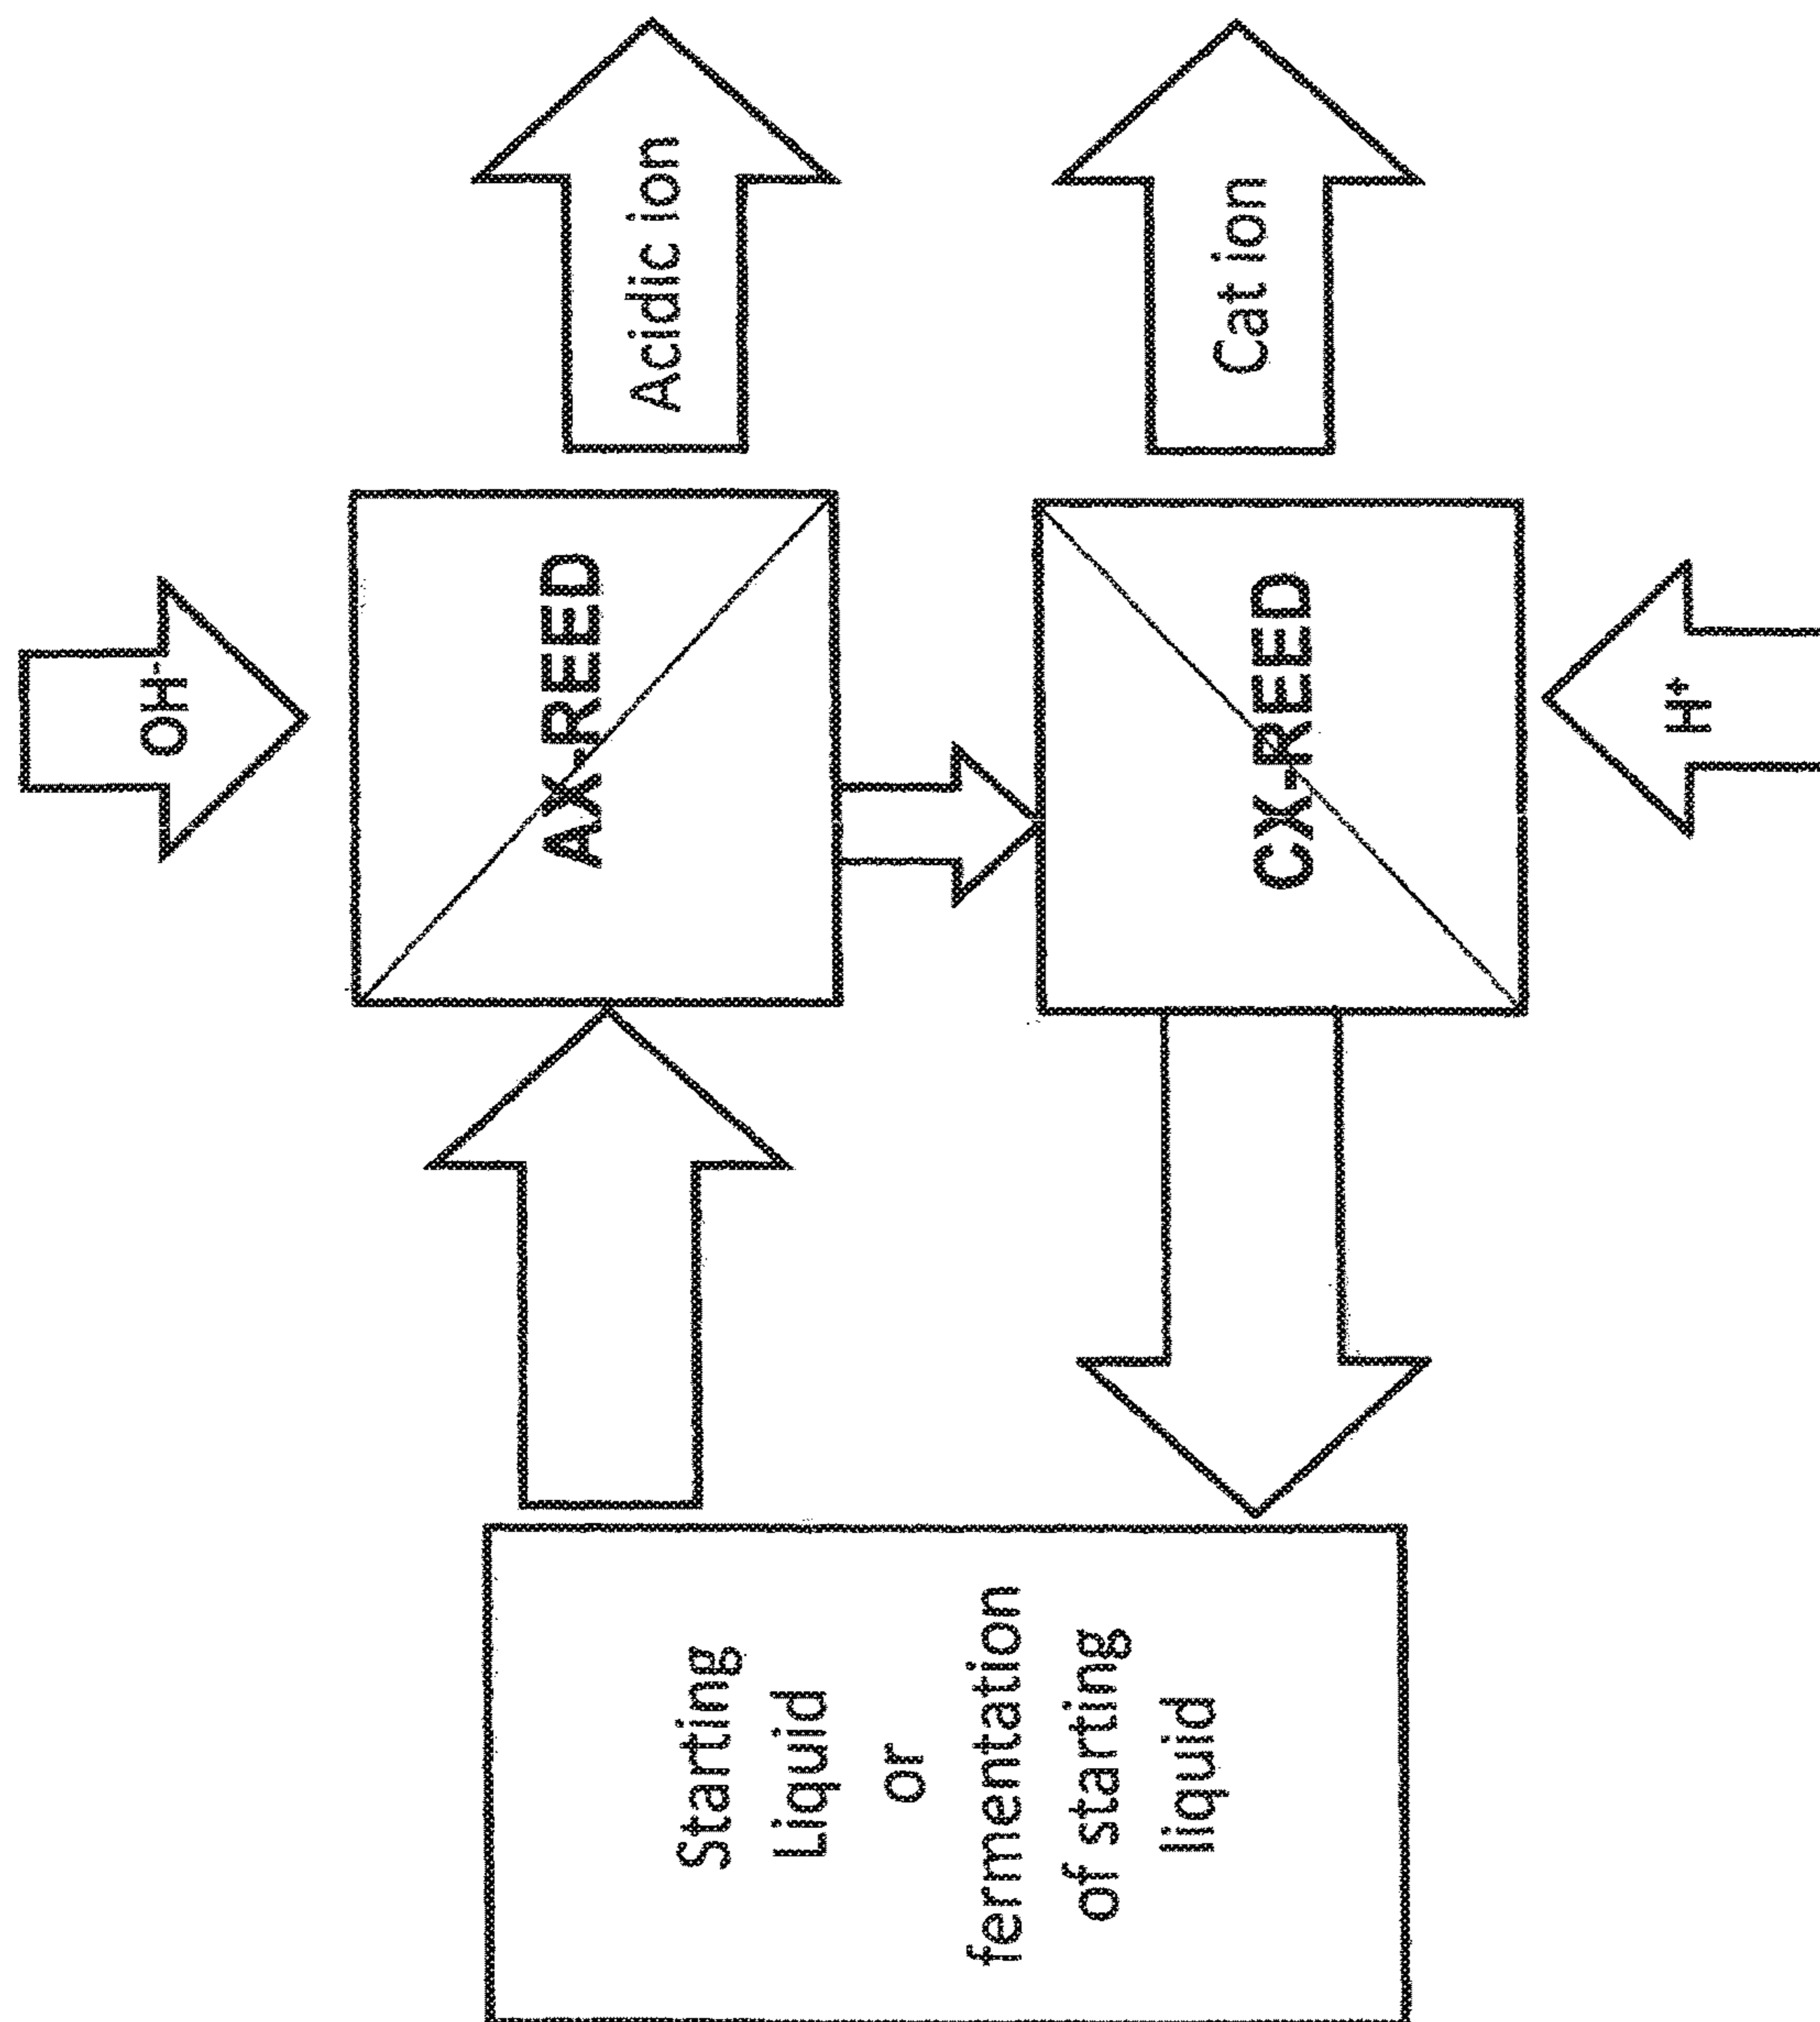 Starting
Liquid
or
fermentation
of starting
liquid
OH-
AX-REED
Acidic ion
CX-REED
Cat ion
H+